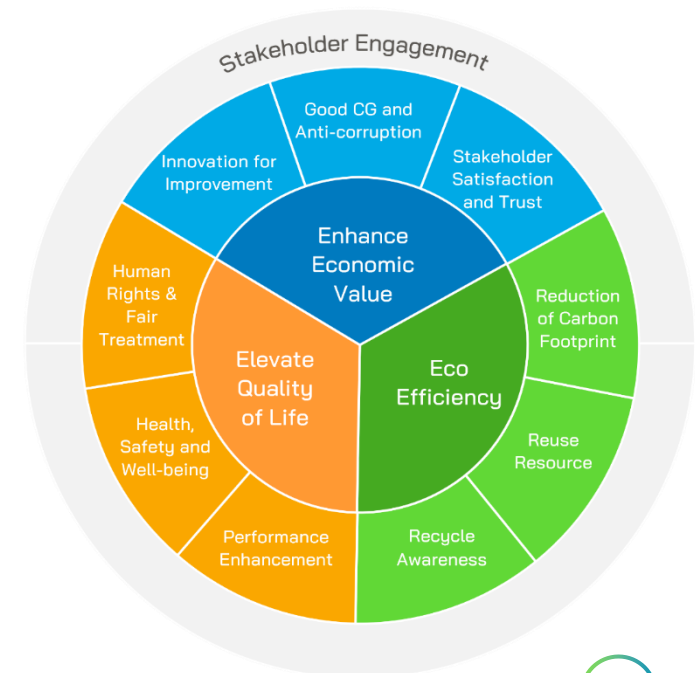 Stakeholder Engagement
Good CG and
Anti-corruption
Innovation for
Improvement
Stakeholder
Satisfaction
and Trust
Enhance
Economic
Value
Human
Rights &
Fair
Treatment
Reduction
of Carbon
Footprint
Elevate
Quality
of Life
Eco
Efficiency
Health,
Safety and
Well-being
Reuse
Resource
Performance
Enhancement
Recycle
Awareness